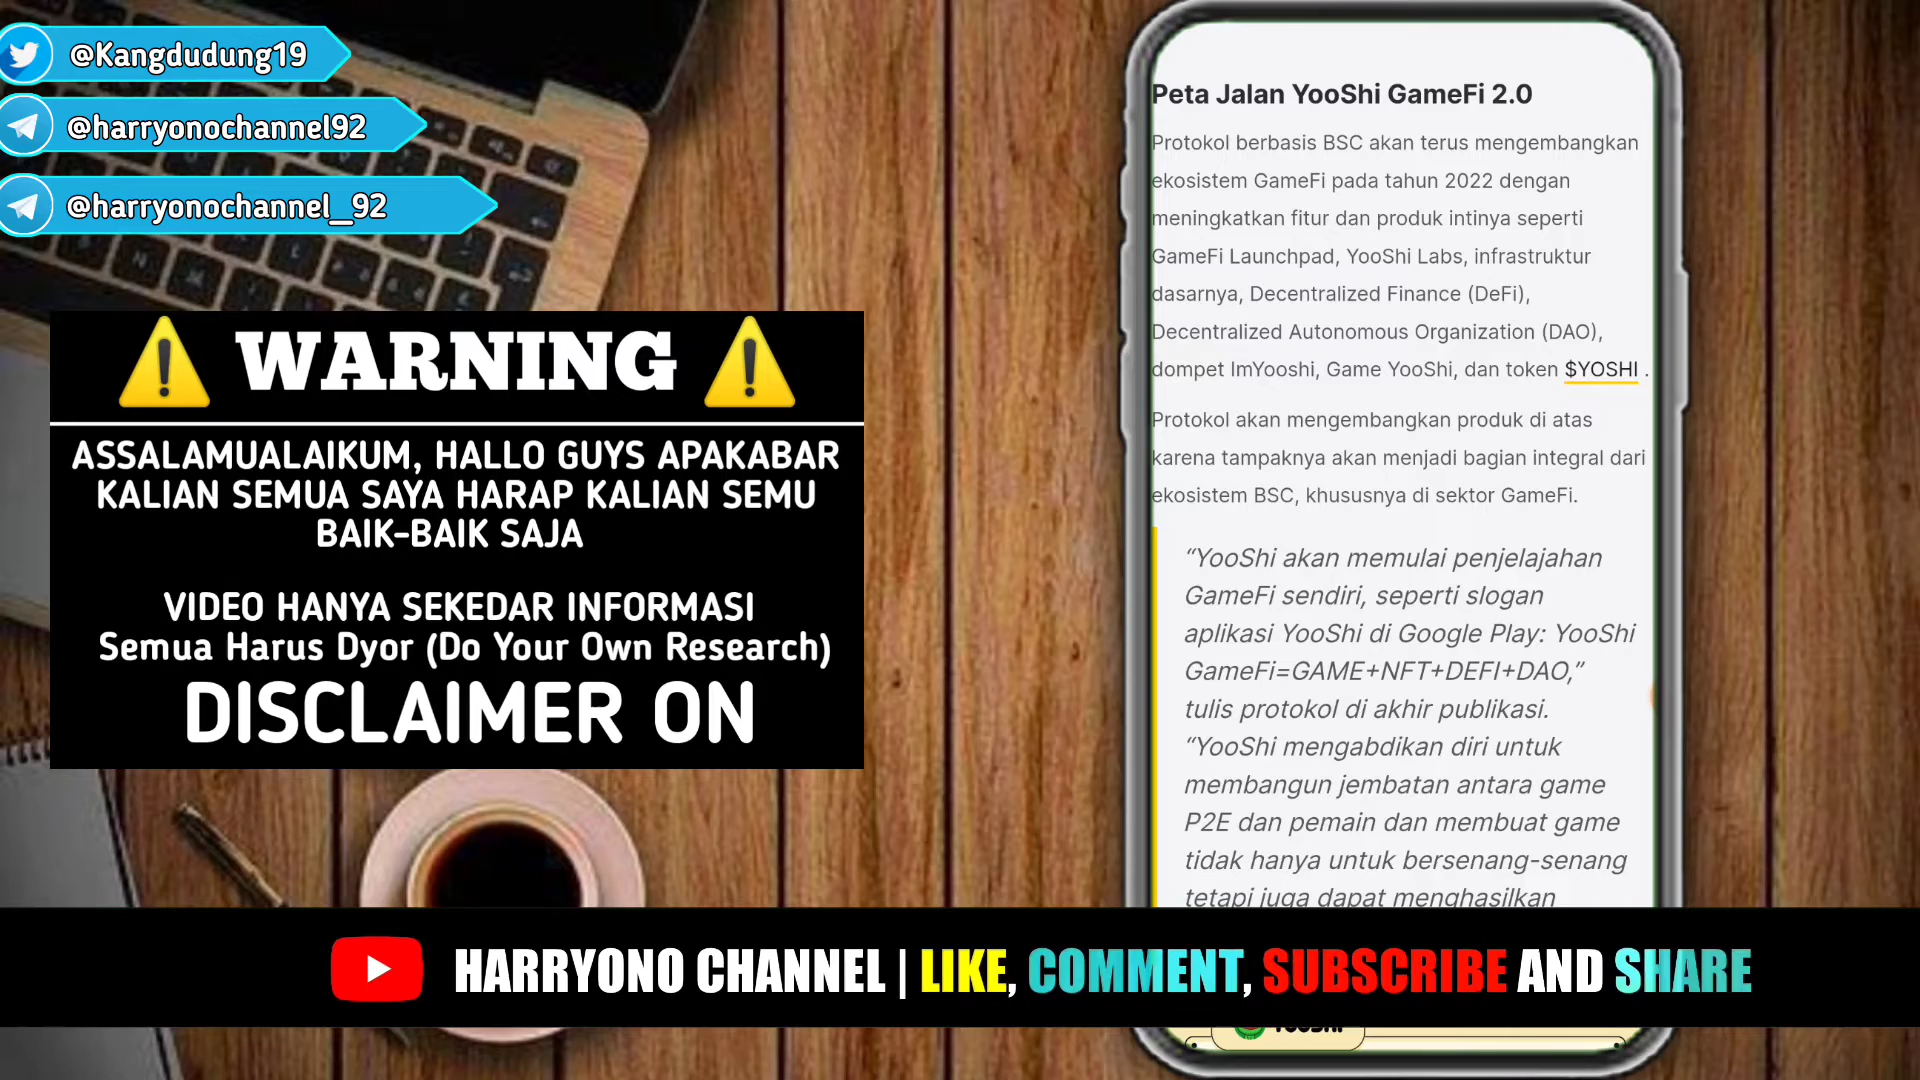 @Kangdudung19
@harryonochannel92
@harryonochannel_92
WARNING
ASSALAMUALAIKUM, HALLO GUYS APAKABAR
KALIAN SEMUA SAYA HARAP KALIAN SEMU
BAIK-BAIK SAJA
VIDEO HANYA SEKEDAR INFORMASI
Semua Harus Dyor (Do Your Own Research)
DISCLAIMER ON
Peta Jalan YooShi GameFi 2.0
Protokol berbasis BSC akan terus mengembangkan
ekosistem GameFi pada tahun 2022 dengan
meningkatkan fitur dan produk intinya seperti
GameFi Launchpad, YooShi Labs, infrastruktur
dasarnya, Decentralized Finance (DeFi),
Decentralized Autonomous Organization (DAO),
dompet ImYooshi, Game YooShi, dan token $YOSHI .
Protokol akan mengembangkan produk di atas
karena tampaknya akan menjadi bagian integral dari
ekosistem BSC, khususnya di sektor GameFi.
“YooShi akan memulai penjelajahan
GameFi sendiri, seperti slogan
aplikasi YooShi di Google Play: YooShi
GameFi=GAME+NFT+DEFI+DAO,”
tulis protokol di akhir publikasi.
“YooShi mengabdikan diri untuk
membangun jembatan antara game
P2E dan pemain dan membuat game
tidak hanya untuk bersenang-senang
tetapi juga dapat menghasilkan
HARRYONO CHANNEL | LIKE, COMMENT, SUBSCRIBE AND SHARE